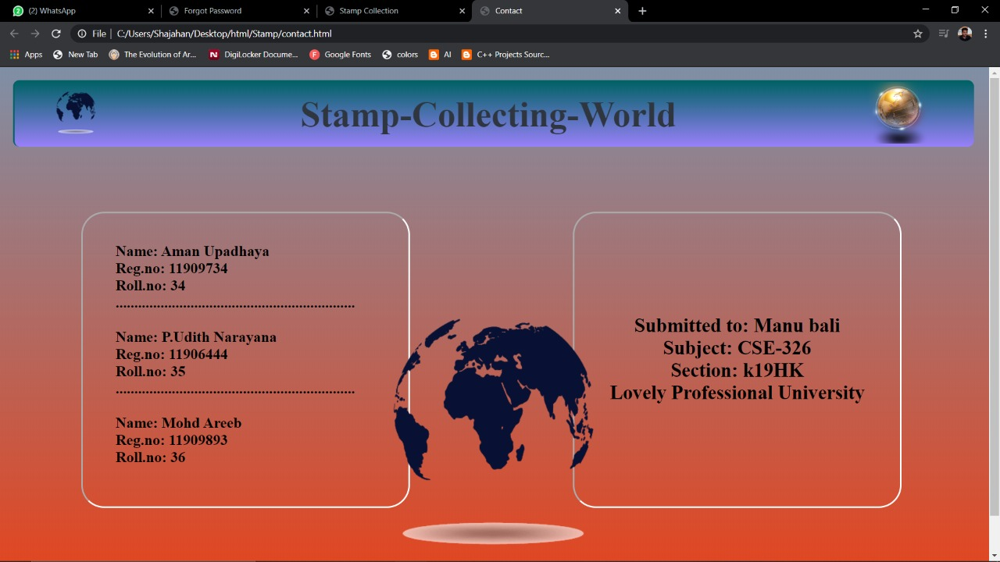 (2) WhatsApp
Forgot Password
Stamp Collection
Contact
File | C:/Users/Shajahan/Desktop/html/Stamp/contact.html
Apps
New Tab
The Evolution of Ar...
DigiLocker Docume...
Google Fonts
colors
AI
C++ Projects Sourc...
Stamp-Collecting-World
Name: Aman Upadhaya
Reg.no: 11909734
Roll.no: 34
...............................................................
Name: P.Udith Narayana
Reg.no: 11906444
Roll.no: 35
...............................................................
Name: Mohd Areeb
Reg.no: 11909893
Roll.no: 36
Submitted to: Manu bali
Subject: CSE-326
Section: k19HK
Lovely Professional University